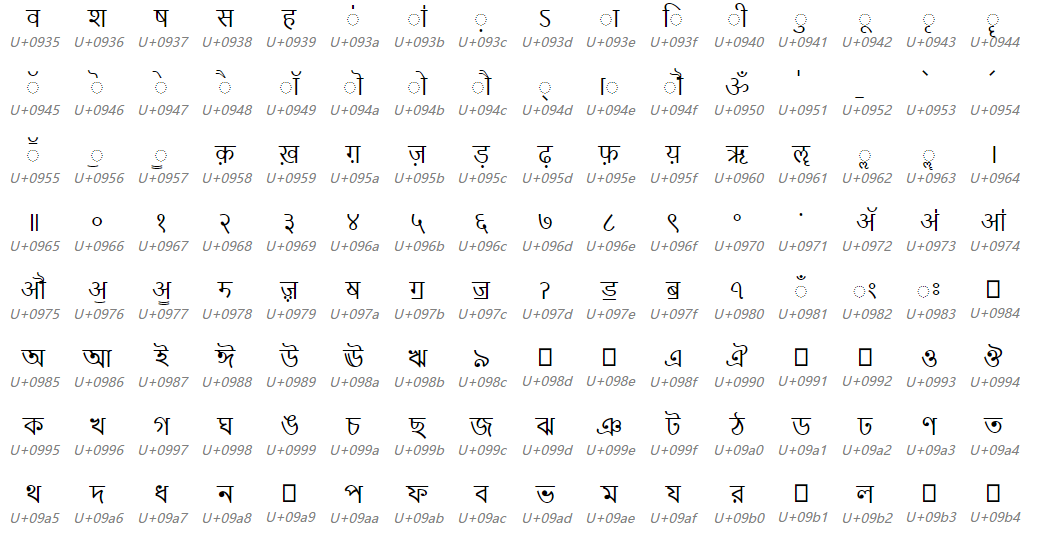 व श ष स ह ऺ ऻ ़ ऽ ा ि ी ु ू ृ ॄ
U+0935 U+0936 U+0937 U+0938 U+0939 U+093a U+093b U+093c U+093d U+093e U+093f U+0940 U+0941 U+0942 U+0943 U+0944
ॅ ॆ े ै ॉ ॊ ो ौ ् ॎ ॏ ॐ ॑ ॒ ॓ ॔
U+0945 U+0946 U+0947 U+0948 U+0949 U+094a U+094b U+094c U+094d U+094e U+094f U+0950 U+0951 U+0952 U+0953 U+0954
ॕ ॖ ॗ क़ ख़ ग़ ज़ ड़ ढ़ फ़ य़ ॠ ॡ ॢ ॣ ।
U+0955 U+0956 U+0957 U+0958 U+0959 U+095a U+095b U+095c U+095d U+095e U+095f U+0960 U+0961 U+0962 U+0963 U+0964
॥ ० १ २ ३ ४ ५ ६ ७ ८ ९ ॰ ॱ ॲ ॳ ॴ
U+0965 U+0966 U+0967 U+0968 U+0969 U+096a U+096b U+096c U+096d U+096e U+096f U+0970 U+0971 U+0972 U+0973 U+0974
ॵ ॶ ॷ ॸ ॹ ॺ ॻ ॼ ॽ ॾ ॿ ঀ ঁ ং ঃ
U+0975 U+0976 U+0977 U+0978 U+0979 U+097a U+097b U+097c U+097d U+097e U+097f U+0980 U+0981 U+0982 U+0983 U+0984
অ আ ই ঈ উ ঊ ঋ ঌ এ ঐ ও ঔ
U+0985 U+0986 U+0987 U+0988 U+0989 U+098a U+098b U+098c U+098d U+098e U+098f U+0990 U+0991 U+0992 U+0993 U+0994
ক খ গ ঘ ঙ চ ছ জ ঝ ঞ ট ঠ ড ঢ ণ ত
U+0995 U+0996 U+0997 U+0998 U+0999 U+099a U+099b U+099c U+099d U+099e U+099f U+09a0 U+09a1 U+09a2 U+09a3 U+09a4
থ দ ধ ন প ফ ব ভ ম য র ল
U+09a5 U+09a6 U+09a7 U+09a8 U+09a9 U+09aa U+09ab U+09ac U+09ad U+09ae U+09af U+09b0 U+09b1 U+09b2 U+09b3 U+09b4